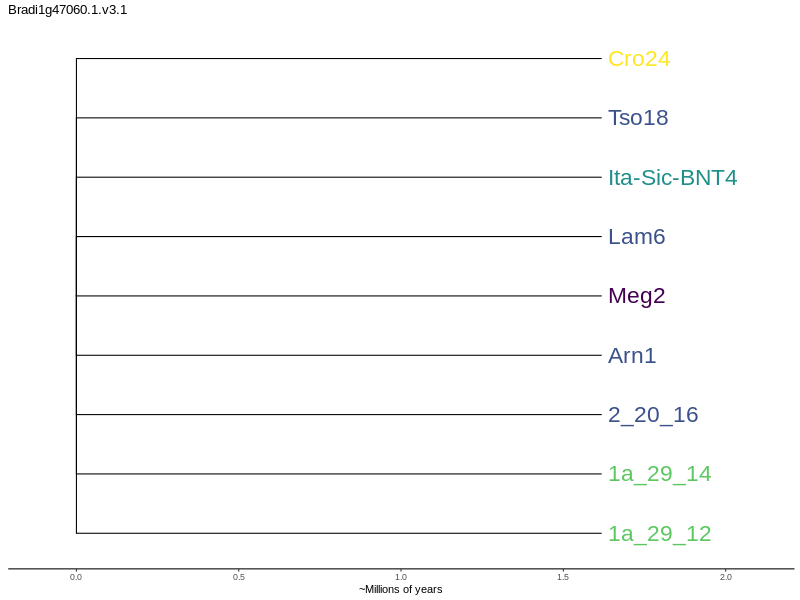 Bradi1g47060.1.v3.1
Cro24
Tso18
Ita-Sic-BNT4
Lam6
Meg2
Arn1
2_20_16
1a_29_14
1a_29_12
0.0 0.5 1.0 1.5 2.0
~Millions of years